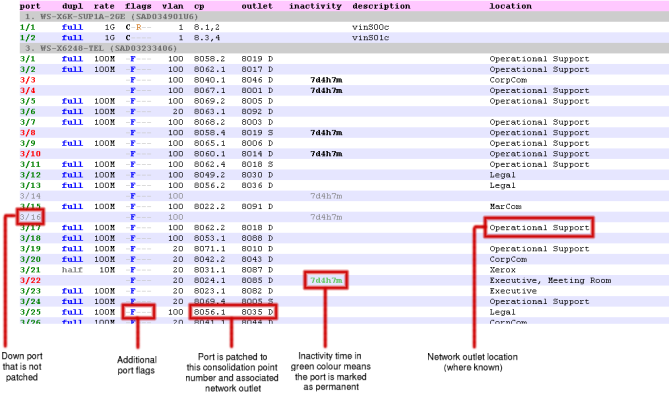 port dupl rate flags vlan cp outlet inactivity description location
1. WS-X6K-SUP1A-2GE (SAD034901U6)
1/1 full 1G C-R-- 1 8.1,2 vinS00c
1/2 full 1G C---- 1 8.3,4 vinS01c
3. WS-X6248-TEL (SAD03233406)
3/1 full 100M -F--- 100 8058.2 8019 D Operational Support
3/2 full 100M -F--- 100 8062.1 8017 D Operational Support
3/3 -F--- 100 8040.1 8046 D 7d4h7m CorpCom
3/4 -F--- 100 8067.1 8001 D 7d4h7m Operational Support
3/5 full 100M -F--- 100 8069.2 8005 D Operational Support
3/6 full 100M -F--- 20 8063.1 8092 D
3/7 full 100M -F--- 100 8068.2 8003 D Operational Support
3/8 -F--- 100 8058.4 8019 S 7d4h7m Operational Support
3/9 full 100M -F--- 100 8065.1 8006 D Operational Support
3/10 -F--- 100 8060.1 8014 D 7d4h7m Operational Support
3/11 full 100M -F--- 100 8062.4 8018 S Operational Support
3/12 full 100M -F--- 100 8049.2 8030 D Legal
3/13 full 100M -F--- 100 8056.2 8036 D Legal
3/14 -F--- 100 7d4h7m
3/15 full 100M -F--- 100 8022.2 8091 D MarCom
3/16 -F--- 100 7d4h7m
3/17 full 100M -F--- 100 8062.2 8018 D Operational Support
3/18 full 100M -F--- 100 8053.1 8088 D
3/19 full 100M -F--- 20 8071.1 8010 D Operational Support
3/20 full 100M -F--- 20 8042.2 8043 D CorpCom
3/21 half 10M -F--- 20 8031.1 8087 D Xerox
3/22 -F--- 20 8024.1 8085 D 7d4h7m Executive, Meeting Room
3/23 full 100M -F--- 20 8023.1 8082 D Executive
3/24 full 100M -F--- 20 8069.4 8005 S Operational Support
3/25 full 100M -F--- 100 8056.1 8035 D Legal
3/26 full 100M -F--- 20 8041.1 8044 D CorpCom
Down port
that is not
patched
Additional
port flags
Port is patched to
this consolidation point
number and associated
network outlet
Inactivity time in
green colour means
the port is marked
as permanent
Network outlet location
(where known)